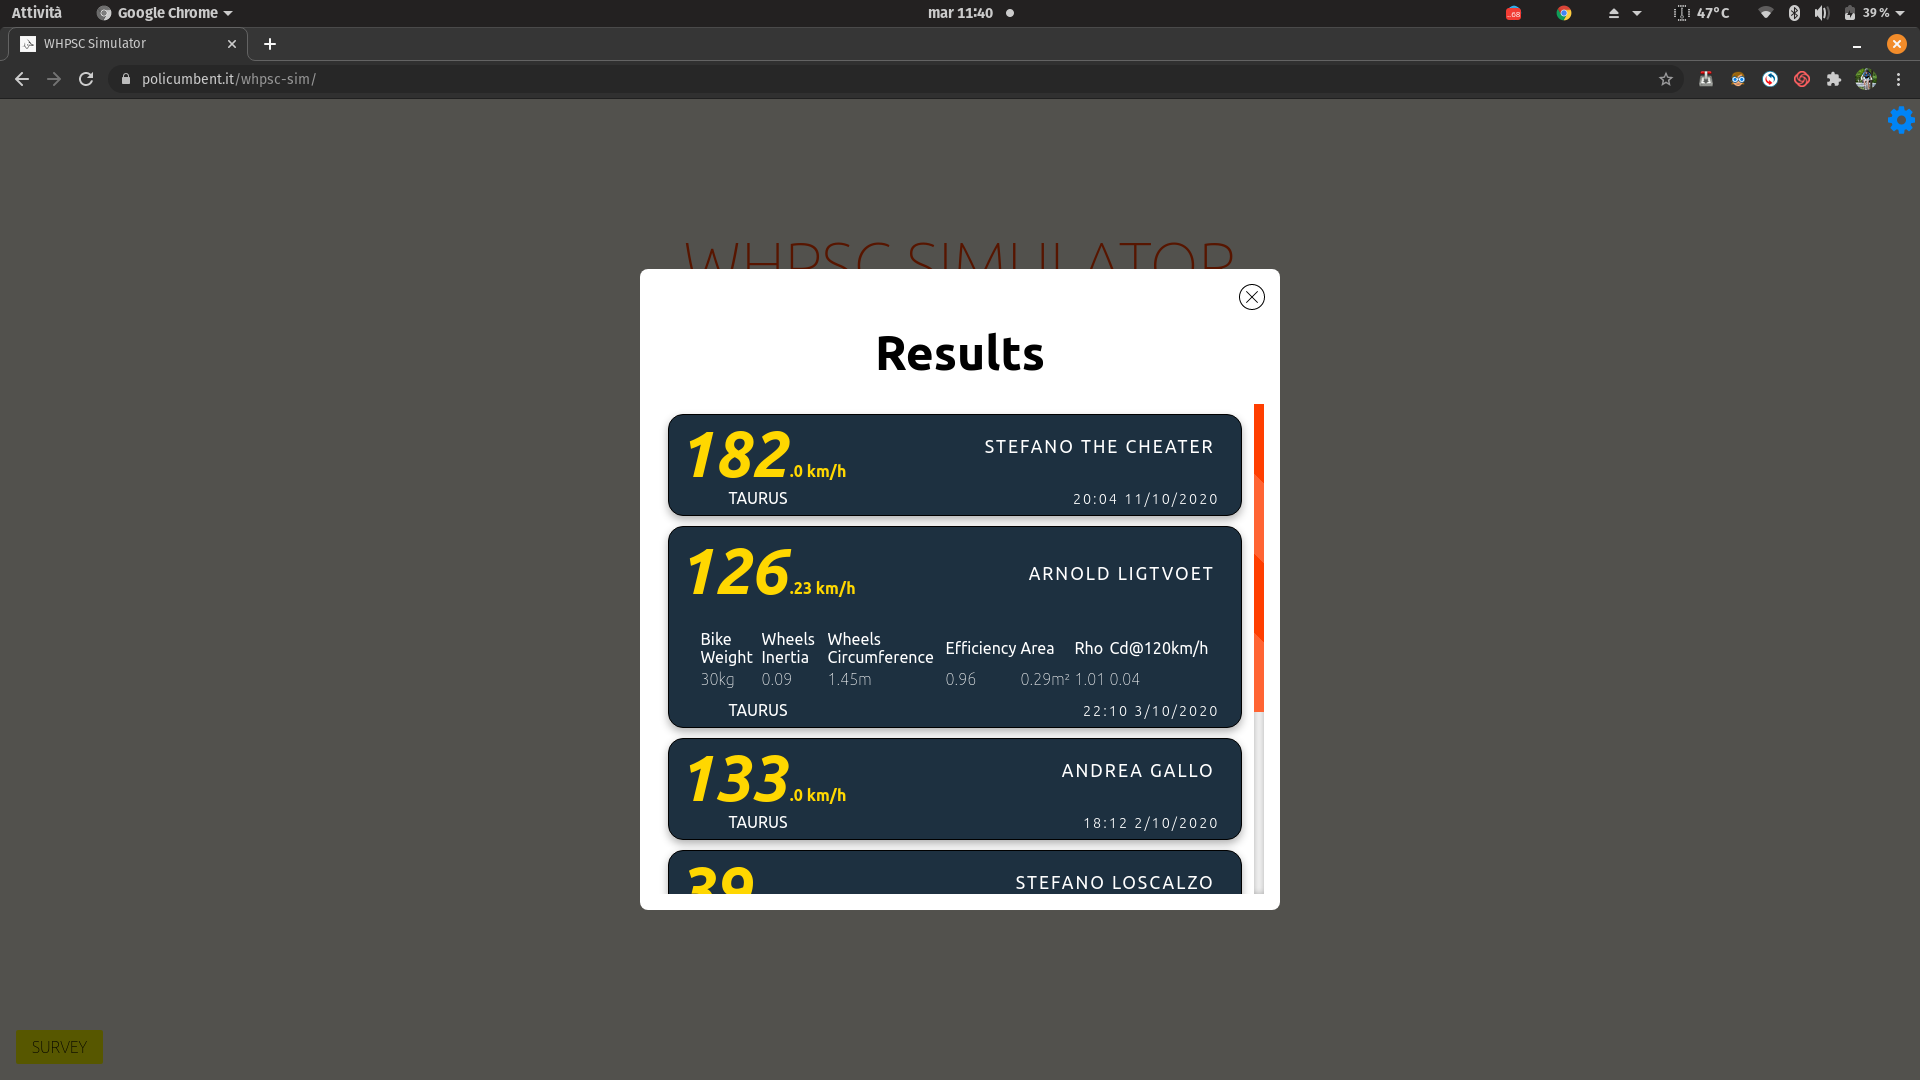 Attività Google Chrome mar 11:40 47°C 39 %
WHPSC Simulator
policumbent.it/whpsc-sim/
WHPSC SIMULATOR
Results
182.0 km/h STEFANO THE CHEATER
TAURUS 20:04 11/10/2020
126.23 km/h ARNOLD LIGTVOET
Bike Weight Wheels Inertia Wheels Circumference Efficiency Area Rho Cd@120km/h
30kg 0.09 1.45m 0.96 0.29m² 1.01 0.04
TAURUS 22:10 3/10/2020
133.0 km/h ANDREA GALLO
TAURUS 18:12 2/10/2020
39 STEFANO LOSCALZO
SURVEY